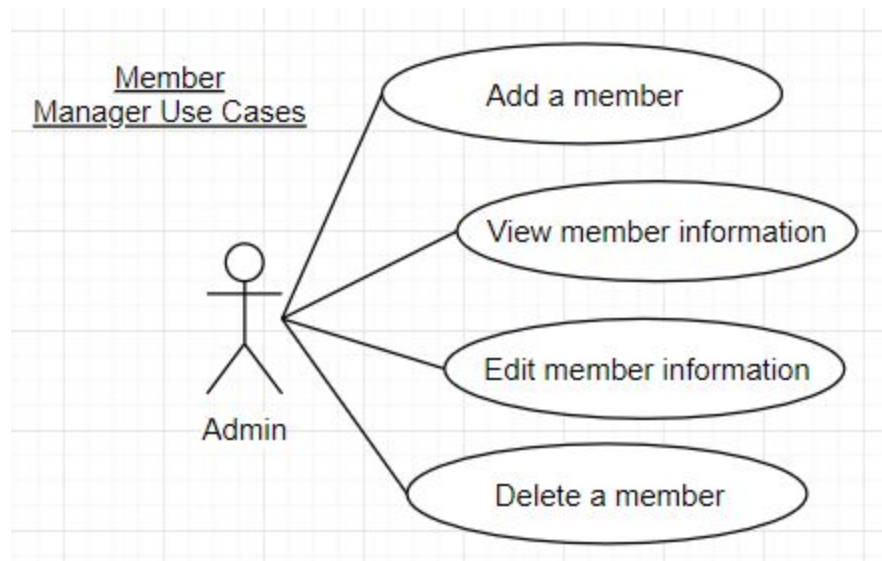 Member
Manager Use Cases
Add a member
View member information
Edit member information
Admin
Delete a member